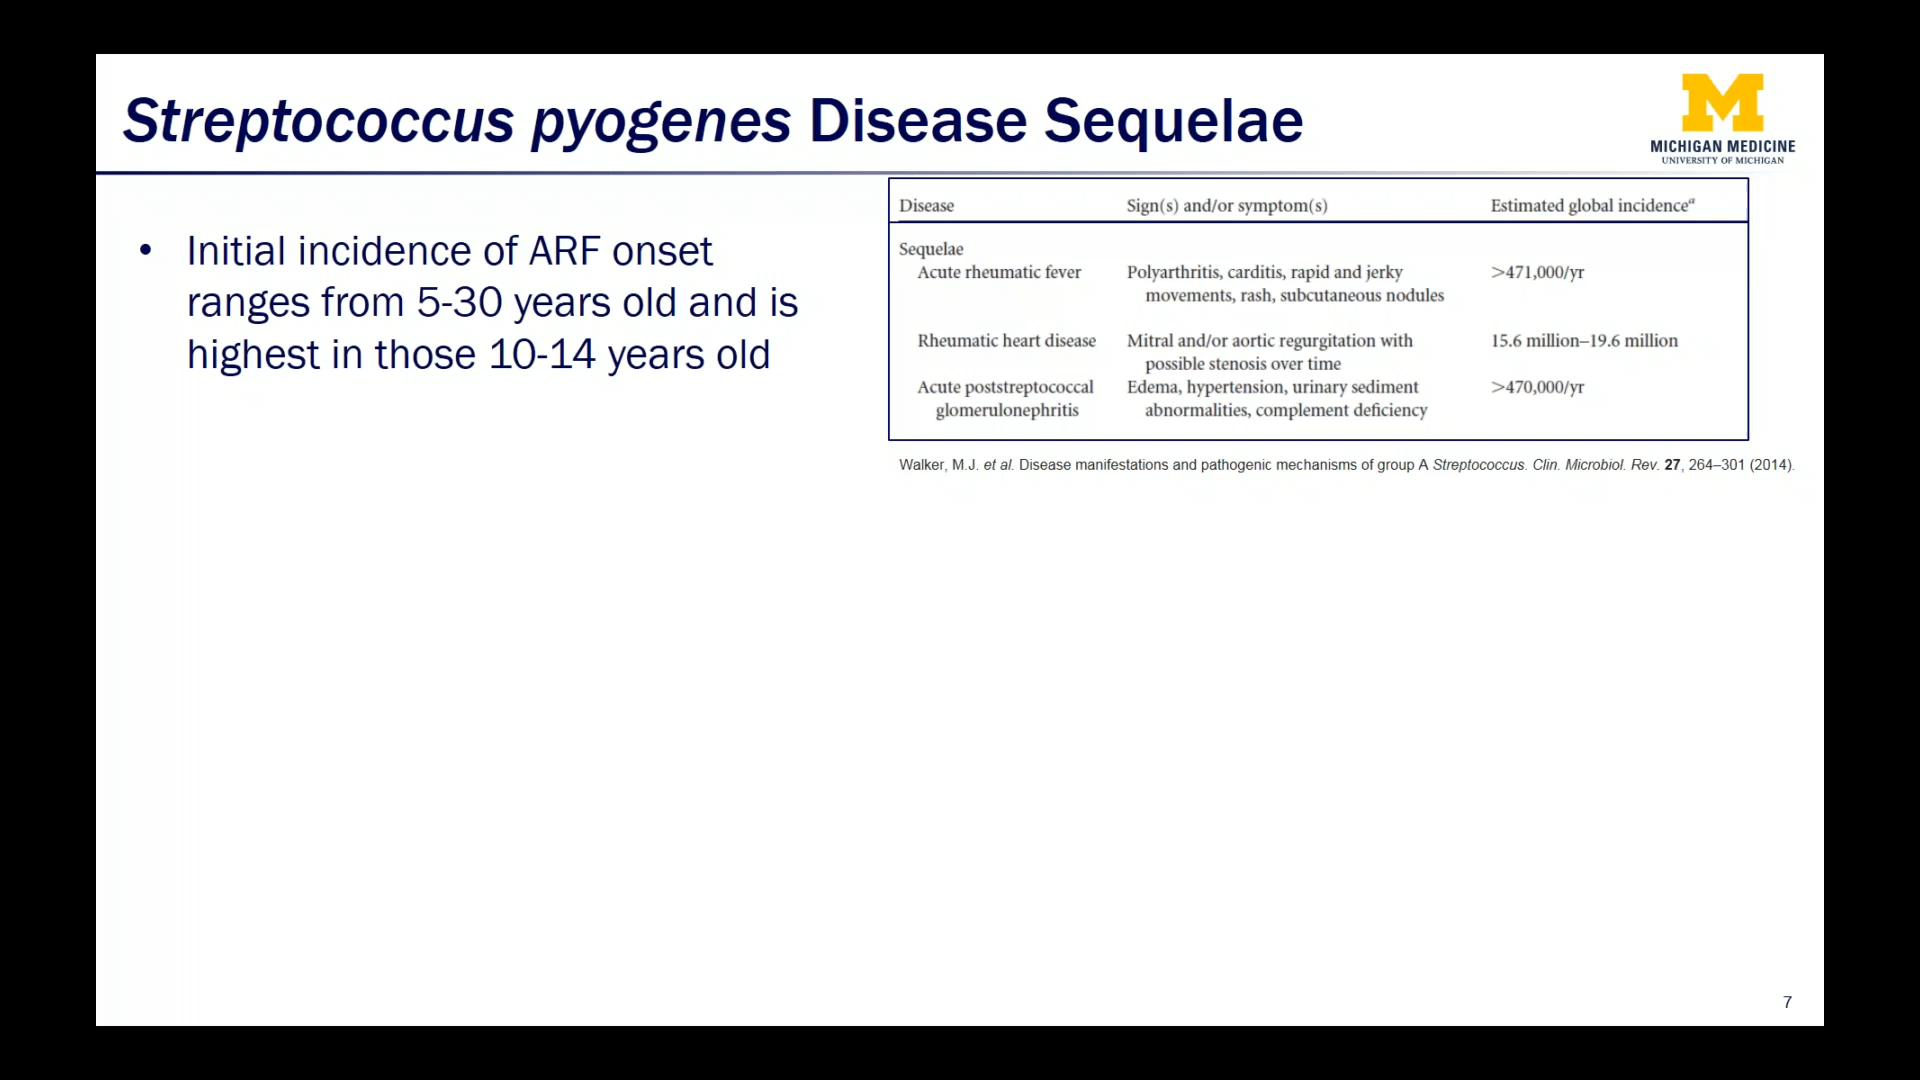 Streptococcus pyogenes Disease Sequelae
MICHIGAN MEDICINE
UNIVERSITY OF MICHIGAN
• Initial incidence of ARF onset
ranges from 5-30 years old and is
highest in those 10-14 years old
Disease Sign(s) and/or symptom(s) Estimated global incidenceᵃ
Sequelae
Acute rheumatic fever Polyarthritis, carditis, rapid and jerky >471,000/yr
movements, rash, subcutaneous nodules
Rheumatic heart disease Mitral and/or aortic regurgitation with 15.6 million–19.6 million
possible stenosis over time
Acute poststreptococcal Edema, hypertension, urinary sediment >470,000/yr
glomerulonephritis abnormalities, complement deficiency
Walker, M.J. et al. Disease manifestations and pathogenic mechanisms of group A Streptococcus. Clin. Microbiol. Rev. 27, 264–301 (2014).
7